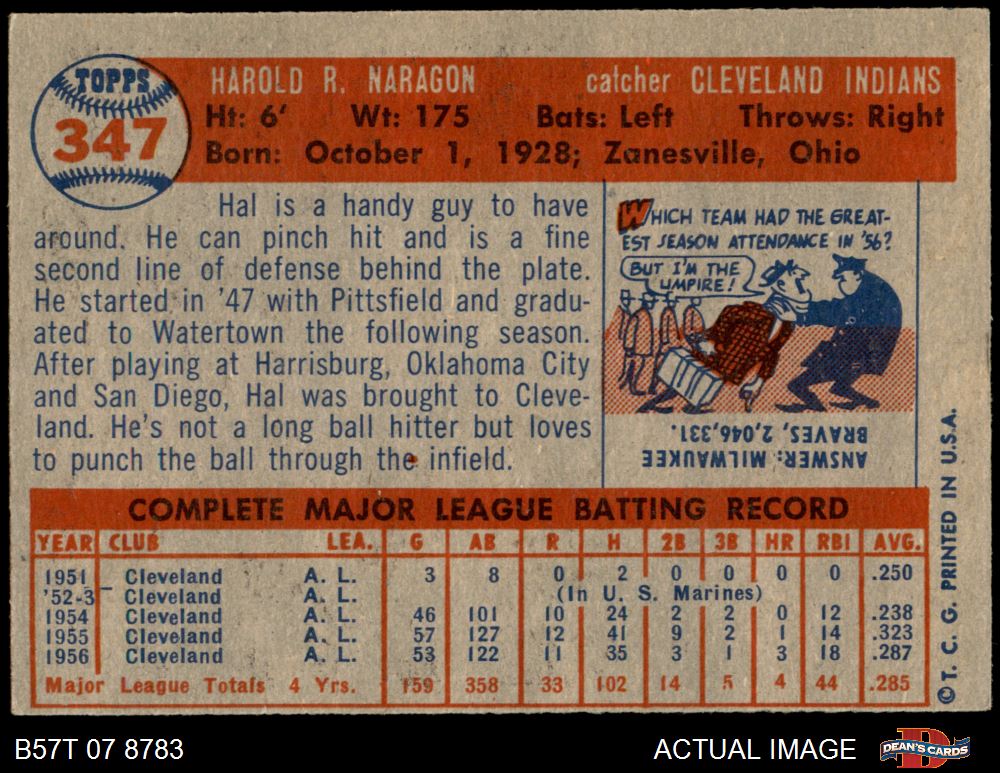 TOPPS
347
HAROLD R. NARAGON catcher CLEVELAND INDIANS
Ht: 6' Wt: 175 Bats: Left Throws: Right
Born: October 1, 1928; Zanesville, Ohio
Hal is a handy guy to have
around. He can pinch hit and is a fine
second line of defense behind the plate.
He started in '47 with Pittsfield and gradu-
ated to Watertown the following season.
After playing at Harrisburg, Oklahoma City
and San Diego, Hal was brought to Cleve-
land. He's not a long ball hitter but loves
to punch the ball through the infield.
WHICH TEAM HAD THE GREAT-
EST SEASON ATTENDANCE IN '56?
BUT I'M THE
UMPIRE!
ANSWER: MILWAUKEE
BRAVES, 2,046,331.
COMPLETE MAJOR LEAGUE BATTING RECORD
YEAR CLUB LEA. G AB R H 2B 3B HR RBI AVG.
1951 Cleveland A. L. 3 8 0 2 0 0 0 0 .250
'52-3 Cleveland A. L. (In U. S. Marines)
1954 Cleveland A. L. 46 101 10 24 2 2 0 12 .238
1955 Cleveland A. L. 57 127 12 41 9 2 1 14 .323
1956 Cleveland A. L. 53 122 11 35 3 1 3 18 .287
Major League Totals 4 Yrs. 159 358 33 102 14 5 4 44 .285
© T. C. G. PRINTED IN U.S.A.
B57T 07 8783 ACTUAL IMAGE
DEAN'S CARDS